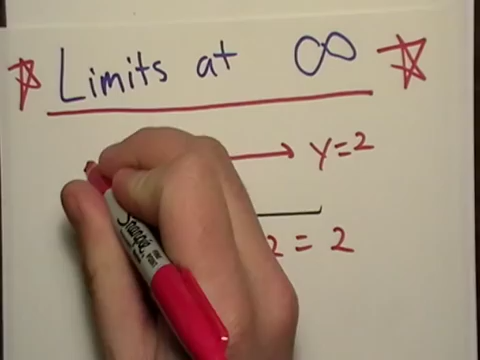 Limits at ∞
y=2
2 = 2
Sharpie